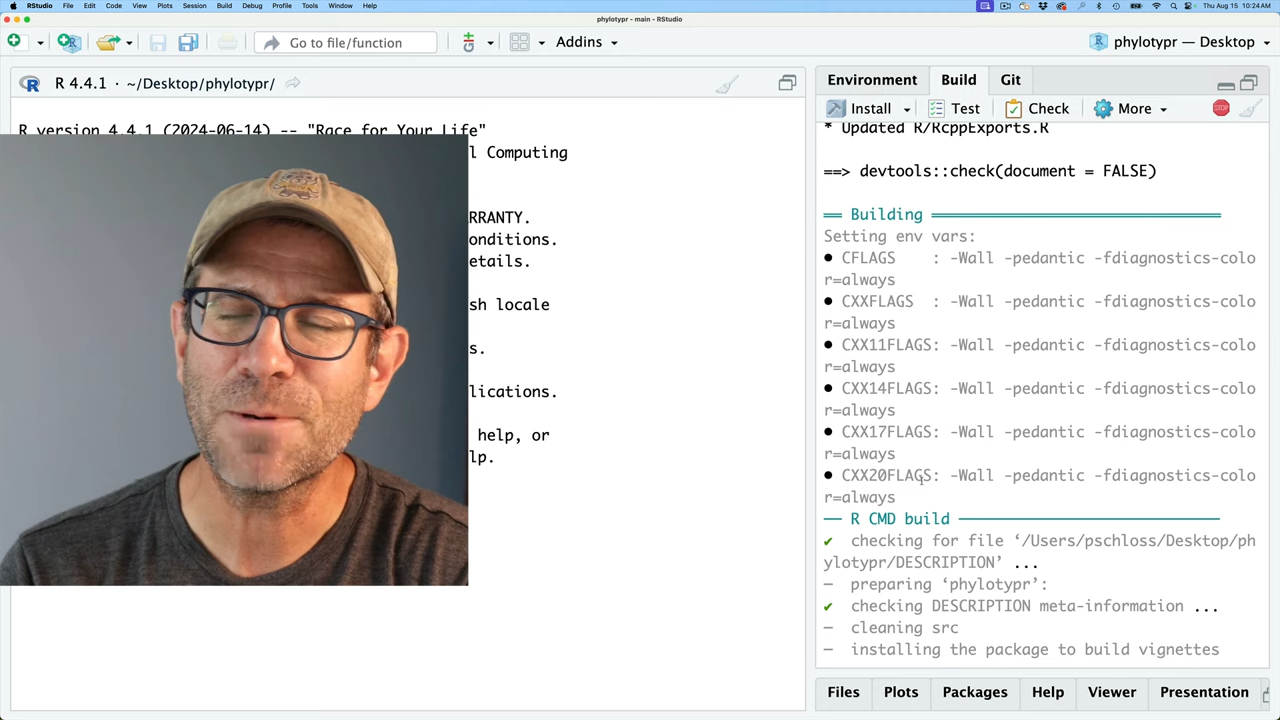 RStudio File Edit Code View Plots Session Build Debug Profile Tools Window Help Thu Aug 15 10:24 AM
phylotypr - main - RStudio
Go to file/function Addins phylotypr — Desktop
R 4.4.1 · ~/Desktop/phylotypr/
R version 4.4.1 (2024-06-14) -- "Race for Your Life"
l Computing
RRANTY.
onditions.
etails.
sh locale
s.
lications.
help, or
lp.
Environment Build Git
Install Test Check More STOP
* Updated R/RcppExports.R
==> devtools::check(document = FALSE)
══ Building ══
Setting env vars:
● CFLAGS : -Wall -pedantic -fdiagnostics-colo
r=always
● CXXFLAGS : -Wall -pedantic -fdiagnostics-colo
r=always
● CXX11FLAGS: -Wall -pedantic -fdiagnostics-colo
r=always
● CXX14FLAGS: -Wall -pedantic -fdiagnostics-colo
r=always
● CXX17FLAGS: -Wall -pedantic -fdiagnostics-colo
r=always
● CXX20FLAGS: -Wall -pedantic -fdiagnostics-colo
r=always
── R CMD build ──
✔ checking for file ‘/Users/pschloss/Desktop/ph
ylotypr/DESCRIPTION’ ...
─ preparing ‘phylotypr’:
✔ checking DESCRIPTION meta-information ...
─ cleaning src
─ installing the package to build vignettes
Files Plots Packages Help Viewer Presentation